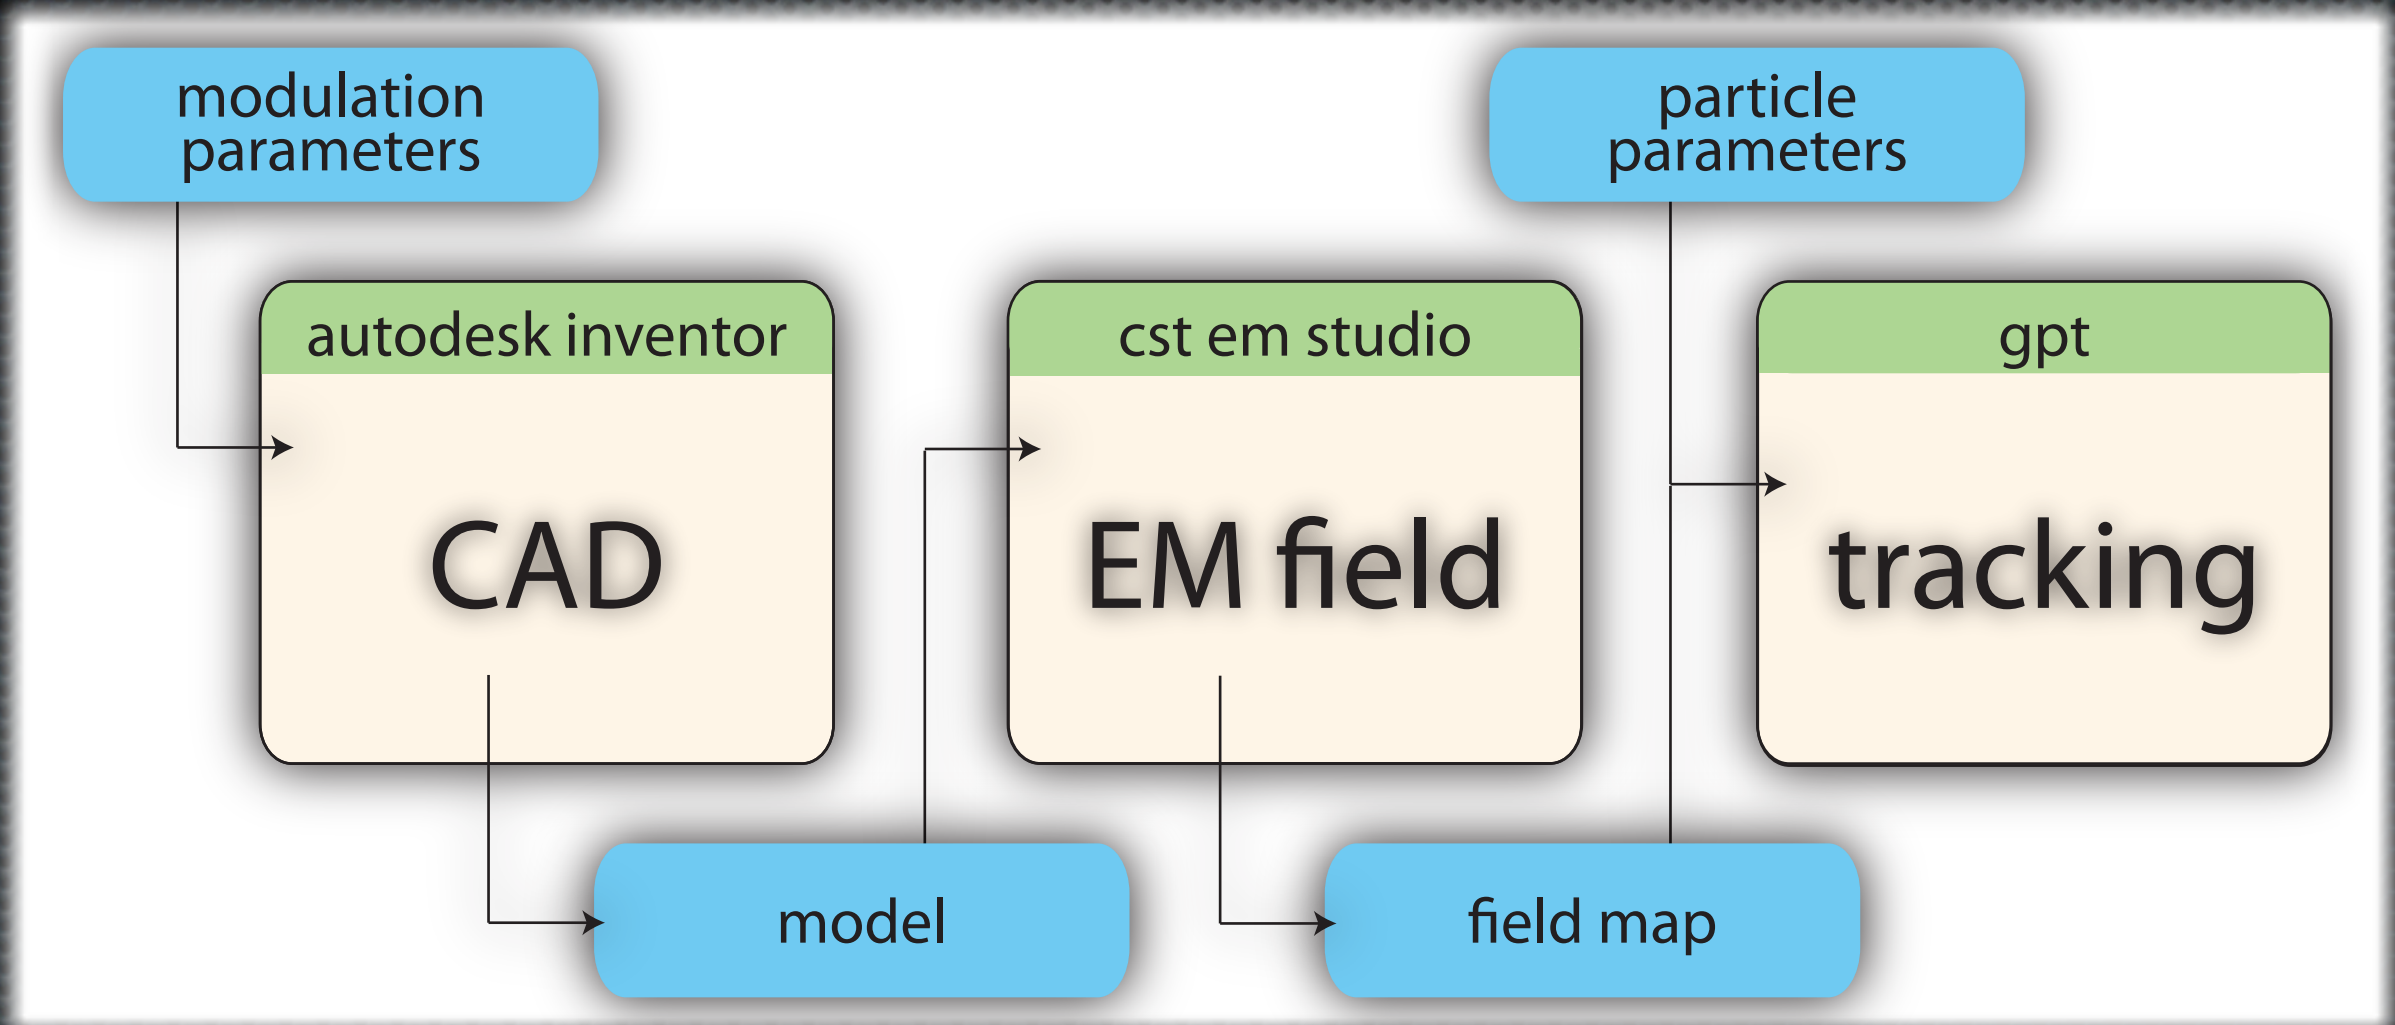 modulation
parameters
particle
parameters
autodesk inventor
CAD
cst em studio
EM field
gpt
tracking
model
field map